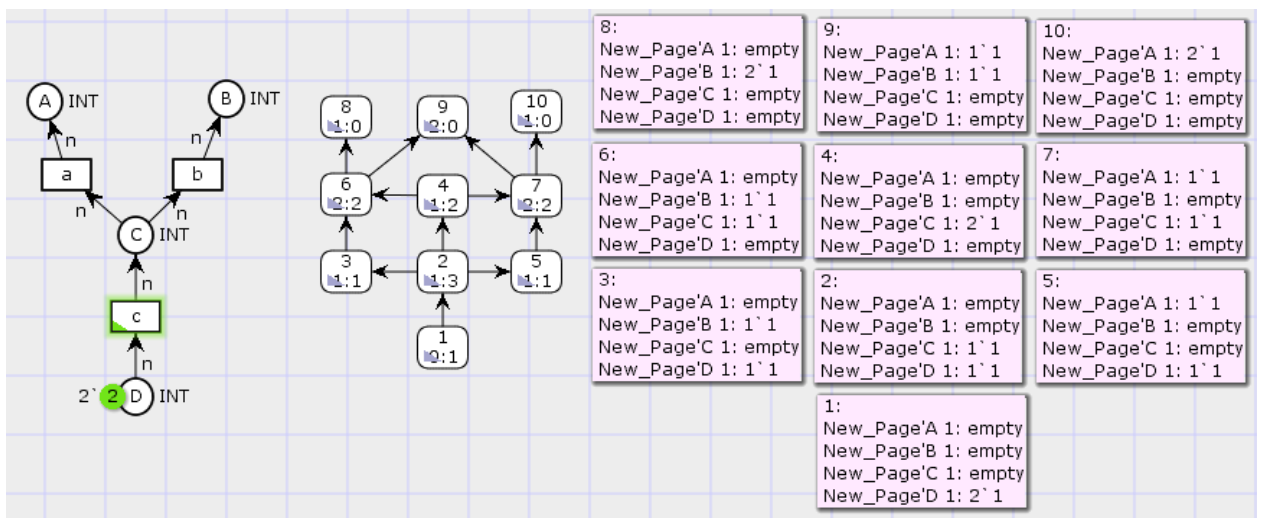 A INT
B INT
n
n
a
b
n
n
C INT
n
c
n
2` 2 D INT
8
1:0
9
2:0
10
1:0
6
2:2
4
1:2
7
2:2
3
1:1
2
1:3
5
1:1
1
0:1
8:
New_Page'A 1: empty
New_Page'B 1: 2`1
New_Page'C 1: empty
New_Page'D 1: empty
9:
New_Page'A 1: 1`1
New_Page'B 1: 1`1
New_Page'C 1: empty
New_Page'D 1: empty
10:
New_Page'A 1: 2`1
New_Page'B 1: empty
New_Page'C 1: empty
New_Page'D 1: empty
6:
New_Page'A 1: empty
New_Page'B 1: 1`1
New_Page'C 1: 1`1
New_Page'D 1: empty
4:
New_Page'A 1: empty
New_Page'B 1: empty
New_Page'C 1: 2`1
New_Page'D 1: empty
7:
New_Page'A 1: 1`1
New_Page'B 1: empty
New_Page'C 1: 1`1
New_Page'D 1: empty
3:
New_Page'A 1: empty
New_Page'B 1: 1`1
New_Page'C 1: empty
New_Page'D 1: 1`1
2:
New_Page'A 1: empty
New_Page'B 1: empty
New_Page'C 1: 1`1
New_Page'D 1: 1`1
5:
New_Page'A 1: 1`1
New_Page'B 1: empty
New_Page'C 1: empty
New_Page'D 1: 1`1
1:
New_Page'A 1: empty
New_Page'B 1: empty
New_Page'C 1: empty
New_Page'D 1: 2`1